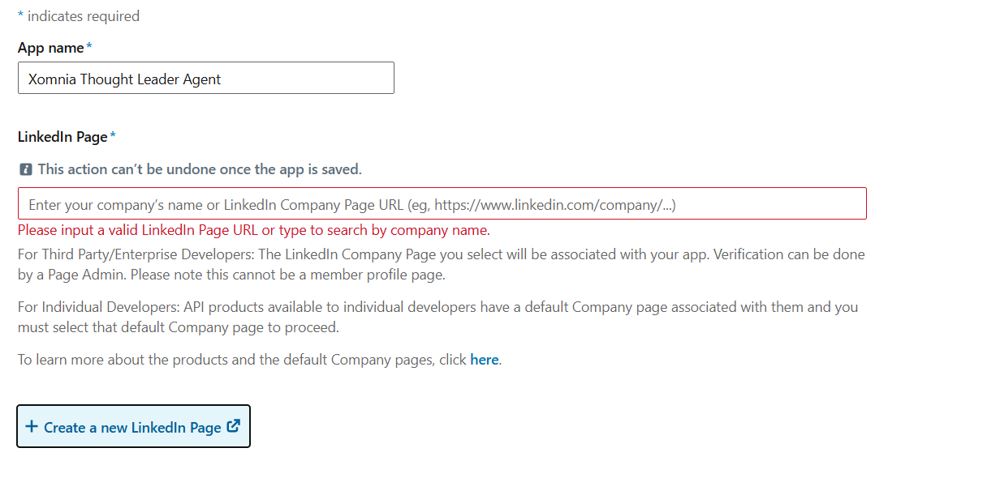 * indicates required
App name*
Xomnia Thought Leader Agent
LinkedIn Page*
This action can’t be undone once the app is saved.
Enter your company’s name or LinkedIn Company Page URL (eg, https://www.linkedin.com/company/...)
Please input a valid LinkedIn Page URL or type to search by company name.
For Third Party/Enterprise Developers: The LinkedIn Company Page you select will be associated with your app. Verification can be done
by a Page Admin. Please note this cannot be a member profile page.
For Individual Developers: API products available to individual developers have a default Company page associated with them and you
must select that default Company page to proceed.
To learn more about the products and the default Company pages, click here.
+ Create a new LinkedIn Page